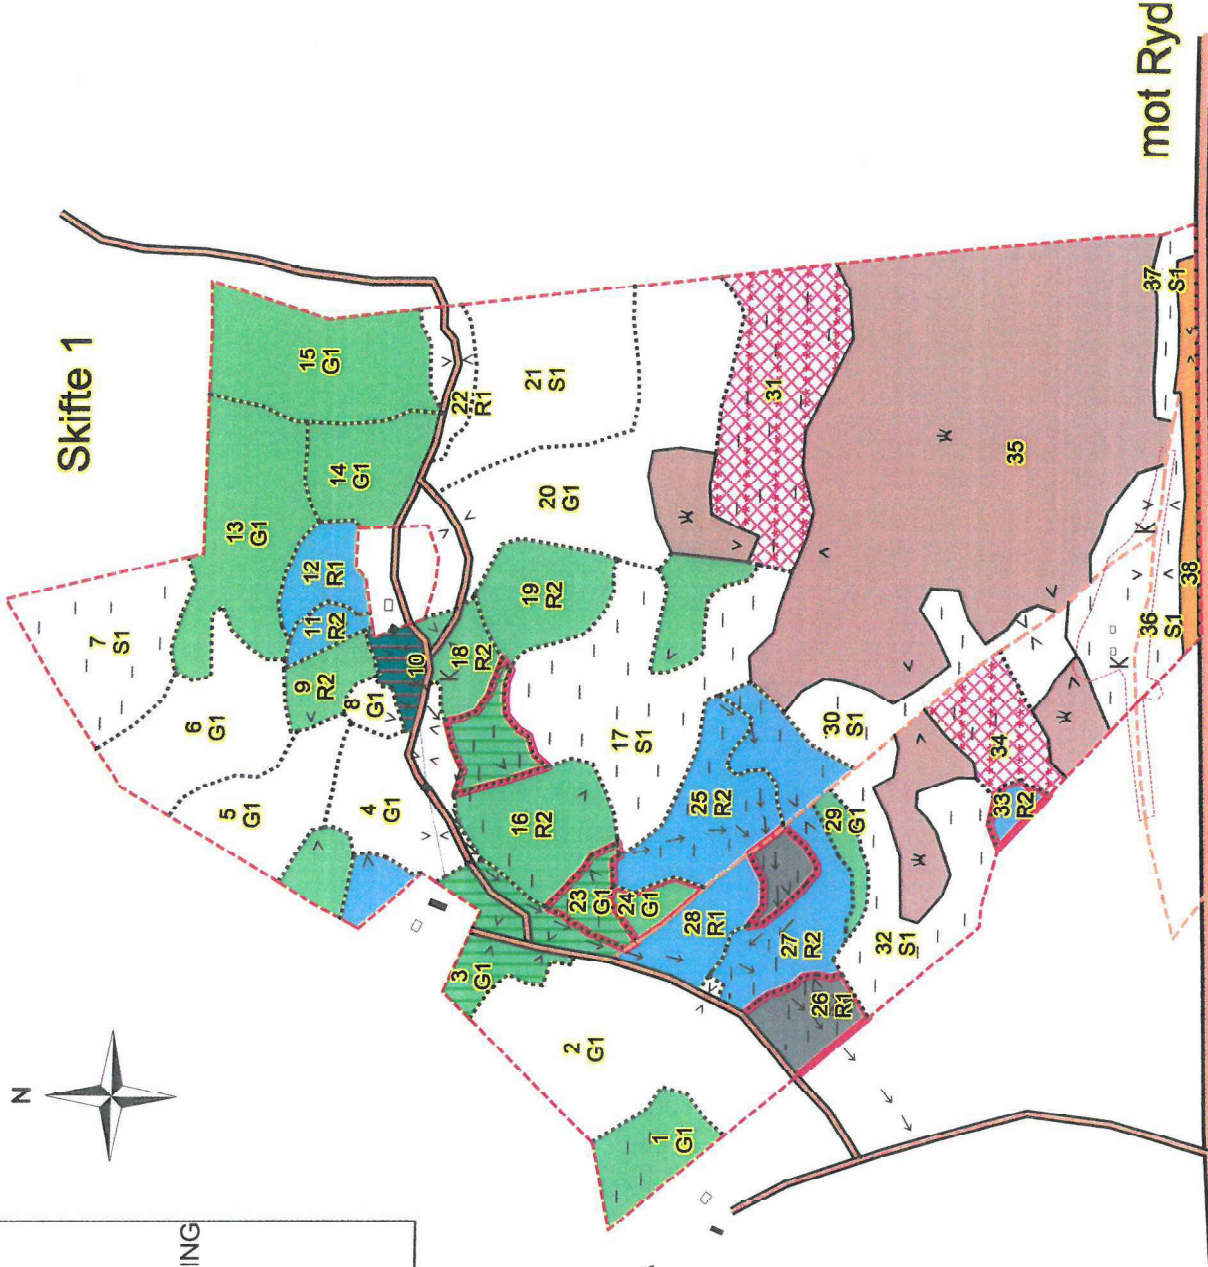 Skifte 1
mot Ryd
N
ING
1
G1
2
G1
3
G1
4
G1
5
G1
6
G1
7
S1
8
G1
9
R2
10
11
R2
12
R1
13
G1
14
G1
15
G1
16
R2
17
S1
18
R2
19
R2
20
G1
21
S1
22
R1
23
G1
24
G1
25
R2
26
R1
27
R2
28
R1
29
G1
30
S1
31
32
S1
33
R2
34
35
36
S1
37
S1
38
K
K
K